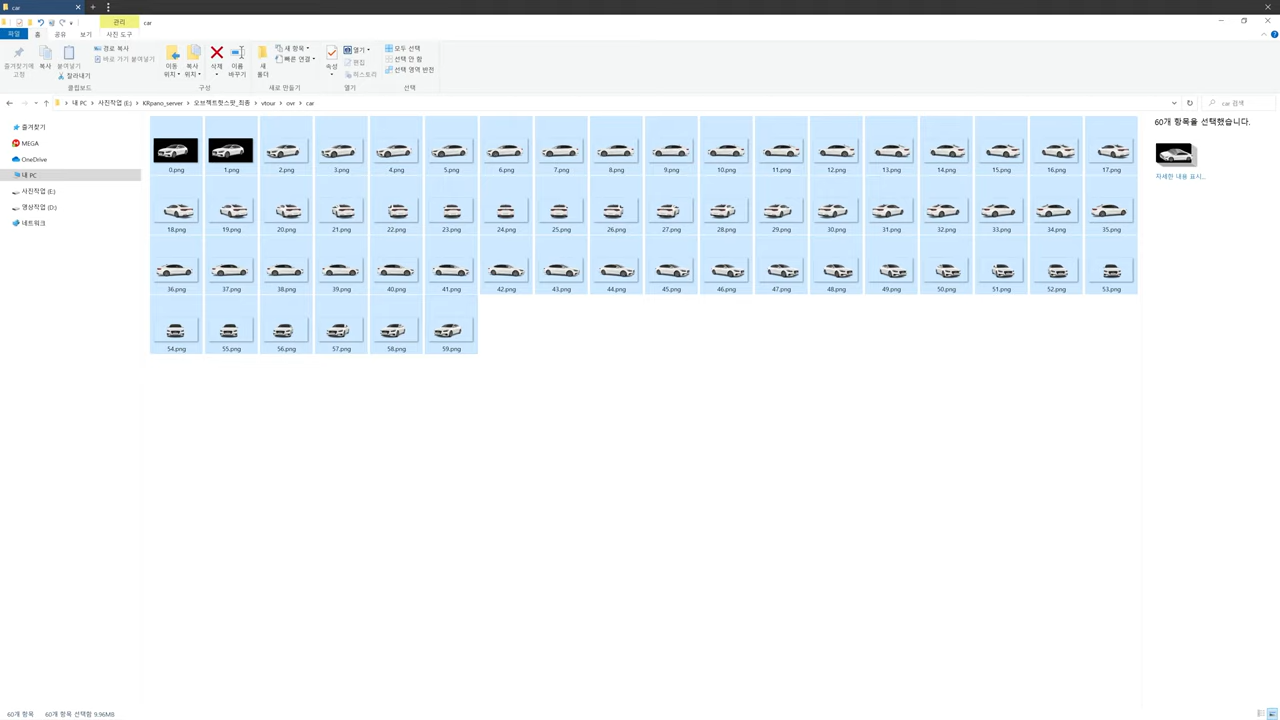 car
관리
car
파일
홈
공유
보기
사진 도구
즐겨찾기에 고정
복사
붙여넣기
경로 복사
바로 가기 붙여넣기
잘라내기
클립보드
이동 위치
복사 위치
삭제
이름 바꾸기
구성
새 폴더
새 항목
빠른 연결
새로 만들기
속성
열기
편집
히스토리
열기
모두 선택
선택 안 함
선택 영역 반전
선택
내 PC > 사진작업 (E:) > KRpano_server > 오브젝트핫스팟_최종 > vtour > ovr > car
car 검색
즐겨찾기
MEGA
OneDrive
내 PC
사진작업 (E:)
영상작업 (D:)
네트워크
0.png 1.png 2.png 3.png 4.png 5.png 6.png 7.png 8.png 9.png 10.png 11.png 12.png 13.png 14.png 15.png 16.png 17.png
18.png 19.png 20.png 21.png 22.png 23.png 24.png 25.png 26.png 27.png 28.png 29.png 30.png 31.png 32.png 33.png 34.png 35.png
36.png 37.png 38.png 39.png 40.png 41.png 42.png 43.png 44.png 45.png 46.png 47.png 48.png 49.png 50.png 51.png 52.png 53.png
54.png 55.png 56.png 57.png 58.png 59.png
60개 항목을 선택했습니다.
자세한 내용 표시...
60개 항목 60개 항목 선택함 9.96MB